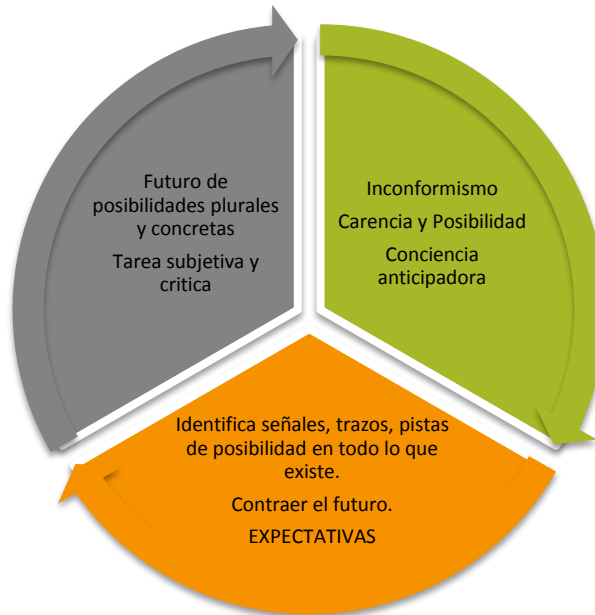 Futuro de
posibilidades plurales
y concretas
Tarea subjetiva y
critica
Inconformismo
Carencia y Posibilidad
Conciencia
anticipadora
Identifica señales, trazos, pistas
de posibilidad en todo lo que
existe.
Contraer el futuro.
EXPECTATIVAS